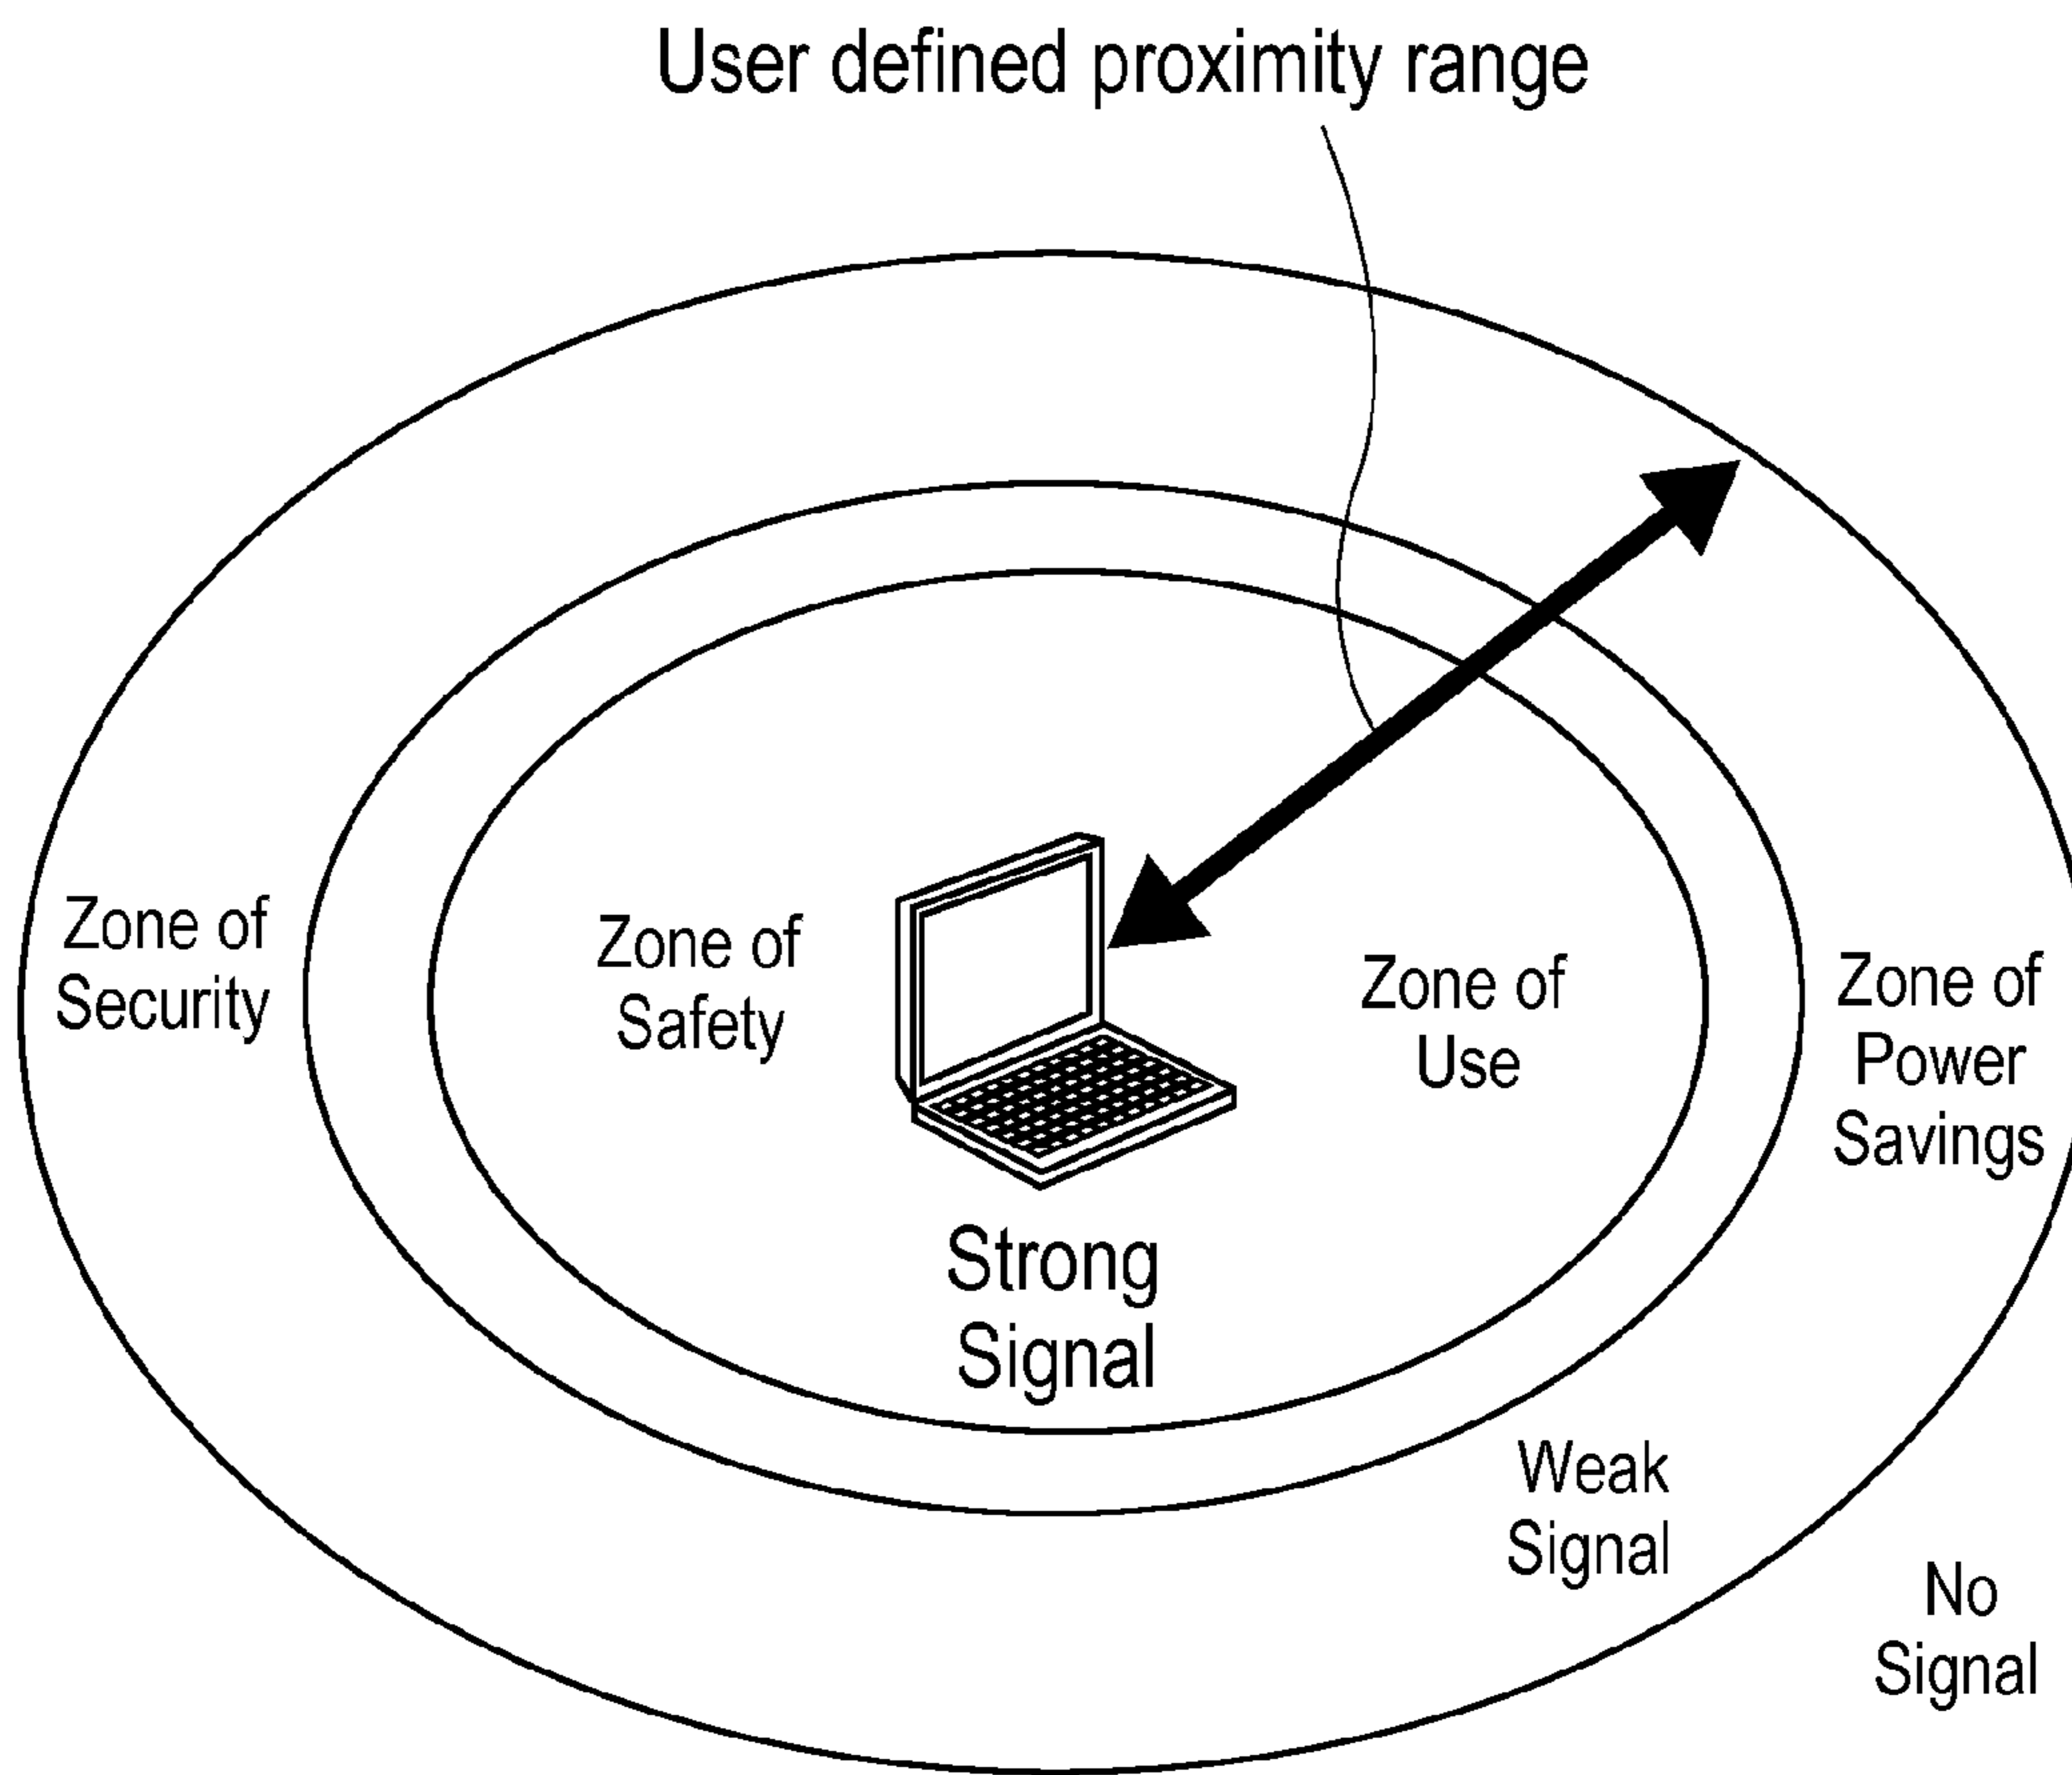 User defined proximity range
Zone of
Security
Zone of
Safety
Zone of
Use
Zone of
Power
Savings
Strong
Signal
Weak
Signal
No
Signal